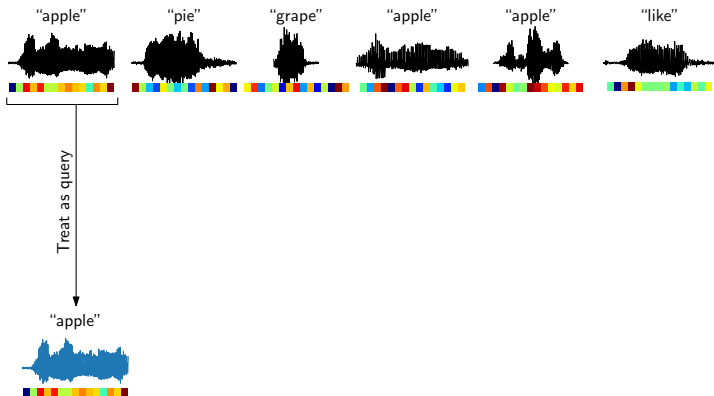 “apple” “pie” “grape” “apple” “apple” “like”
Treat as query
“apple”